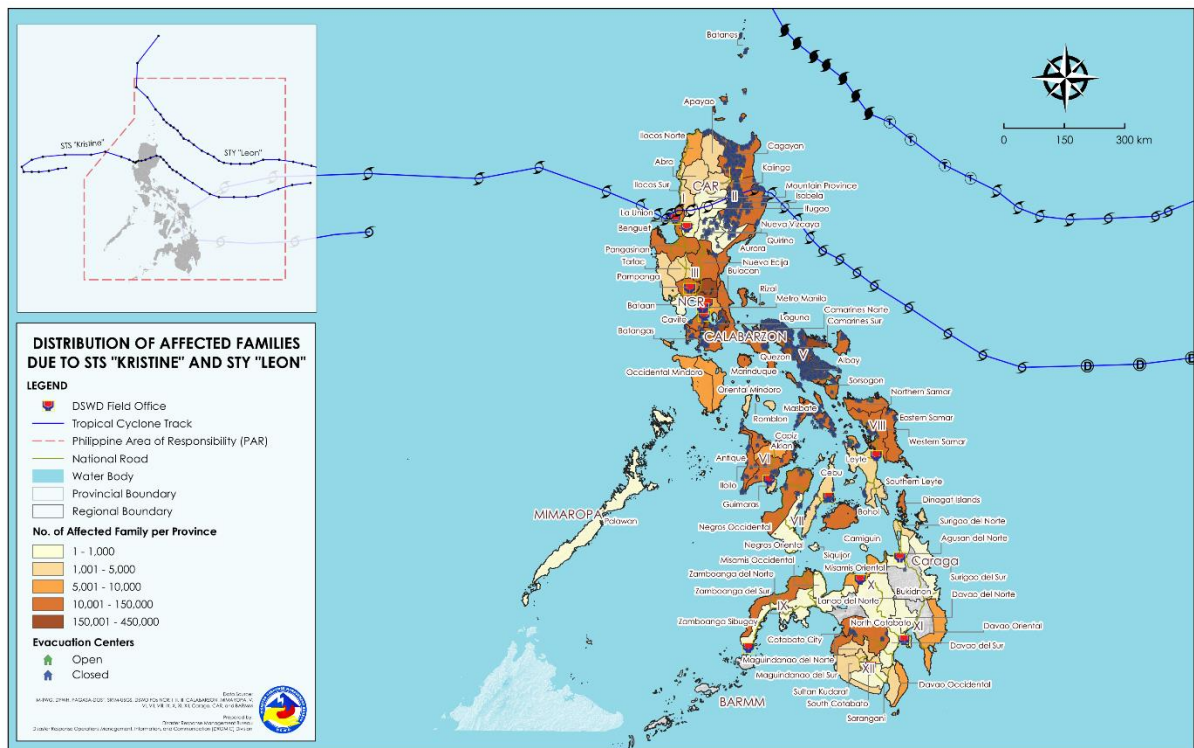 STS "Kristine"
STY "Leon"
DISTRIBUTION OF AFFECTED FAMILIES
DUE TO STS "KRISTINE" AND STY "LEON"
LEGEND
DSWD Field Office
Tropical Cyclone Track
Philippine Area of Responsibility (PAR)
National Road
Water Body
Provincial Boundary
Regional Boundary
No. of Affected Family per Province
1 - 1,000
1,001 - 5,000
5,001 - 10,000
10,001 - 150,000
150,001 - 450,000
Evacuation Centers
Open
Closed
Data Source:
Prepared by:
Disaster Response Management Bureau
0 150 300 km
Batanes
Apayao
Ilocos Norte
Cagayan
Abra
Kalinga
Ilocos Sur
CAR
Mountain Province
Isabela
II
Ifugao
I
La Union
Nueva Vizcaya
Benguet
Quirino
Pangasinan
Aurora
Tarlac
Nueva Ecija
III
Bulacan
Pampanga
Rizal
Bataan
NCR
Metro Manila
Cavite
Laguna
Camarines Norte
Camarines Sur
Batangas
CALABARZON
V
Quezon
Albay
Occidental Mindoro
Marinduque
Sorsogon
Oriental Mindoro
Northern Samar
Romblon
Masbate
Eastern Samar
VIII
Capiz
Western Samar
Aklan
Antique
VI
Leyte
Cebu
Iloilo
Southern Leyte
Guimaras
Dinagat Islands
MIMAROPA
Palawan
Bohol
Surigao del Norte
Negros Occidental
VII
Camiguin
Agusan del Norte
Negros Oriental
Siquijor
Caraga
Misamis Occidental
Misamis Oriental
Zamboanga del Norte
X
Surigao del Sur
Zamboanga del Sur
Bukidnon
Lanao del Norte
Davao del Norte
IX
Zamboanga Sibugay
North Cotabato
XI
Davao Oriental
Cotabato City
Davao del Sur
Maguindanao del Norte
XII
Maguindanao del Sur
Davao Occidental
Sultan Kudarat
BARMM
South Cotabato
Sarangani